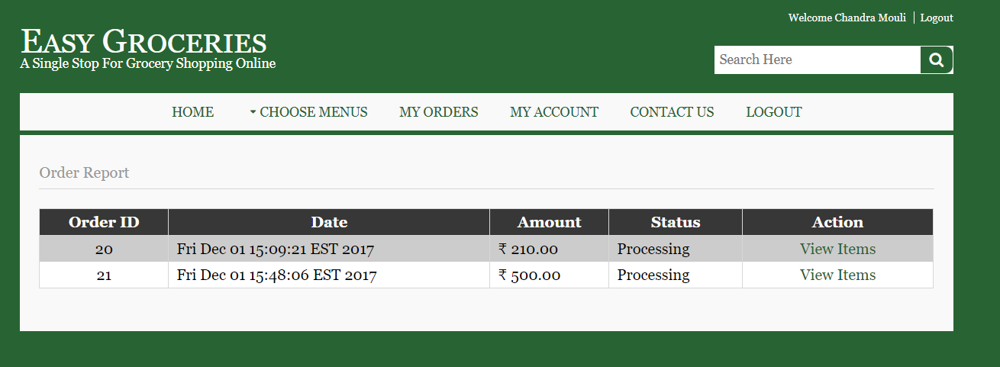 Welcome Chandra Mouli | Logout
EASY GROCERIES
A Single Stop For Grocery Shopping Online
Search Here
HOME CHOOSE MENUS MY ORDERS MY ACCOUNT CONTACT US LOGOUT
Order Report
Order ID Date Amount Status Action
20 Fri Dec 01 15:09:21 EST 2017 ₹ 210.00 Processing View Items
21 Fri Dec 01 15:48:06 EST 2017 ₹ 500.00 Processing View Items